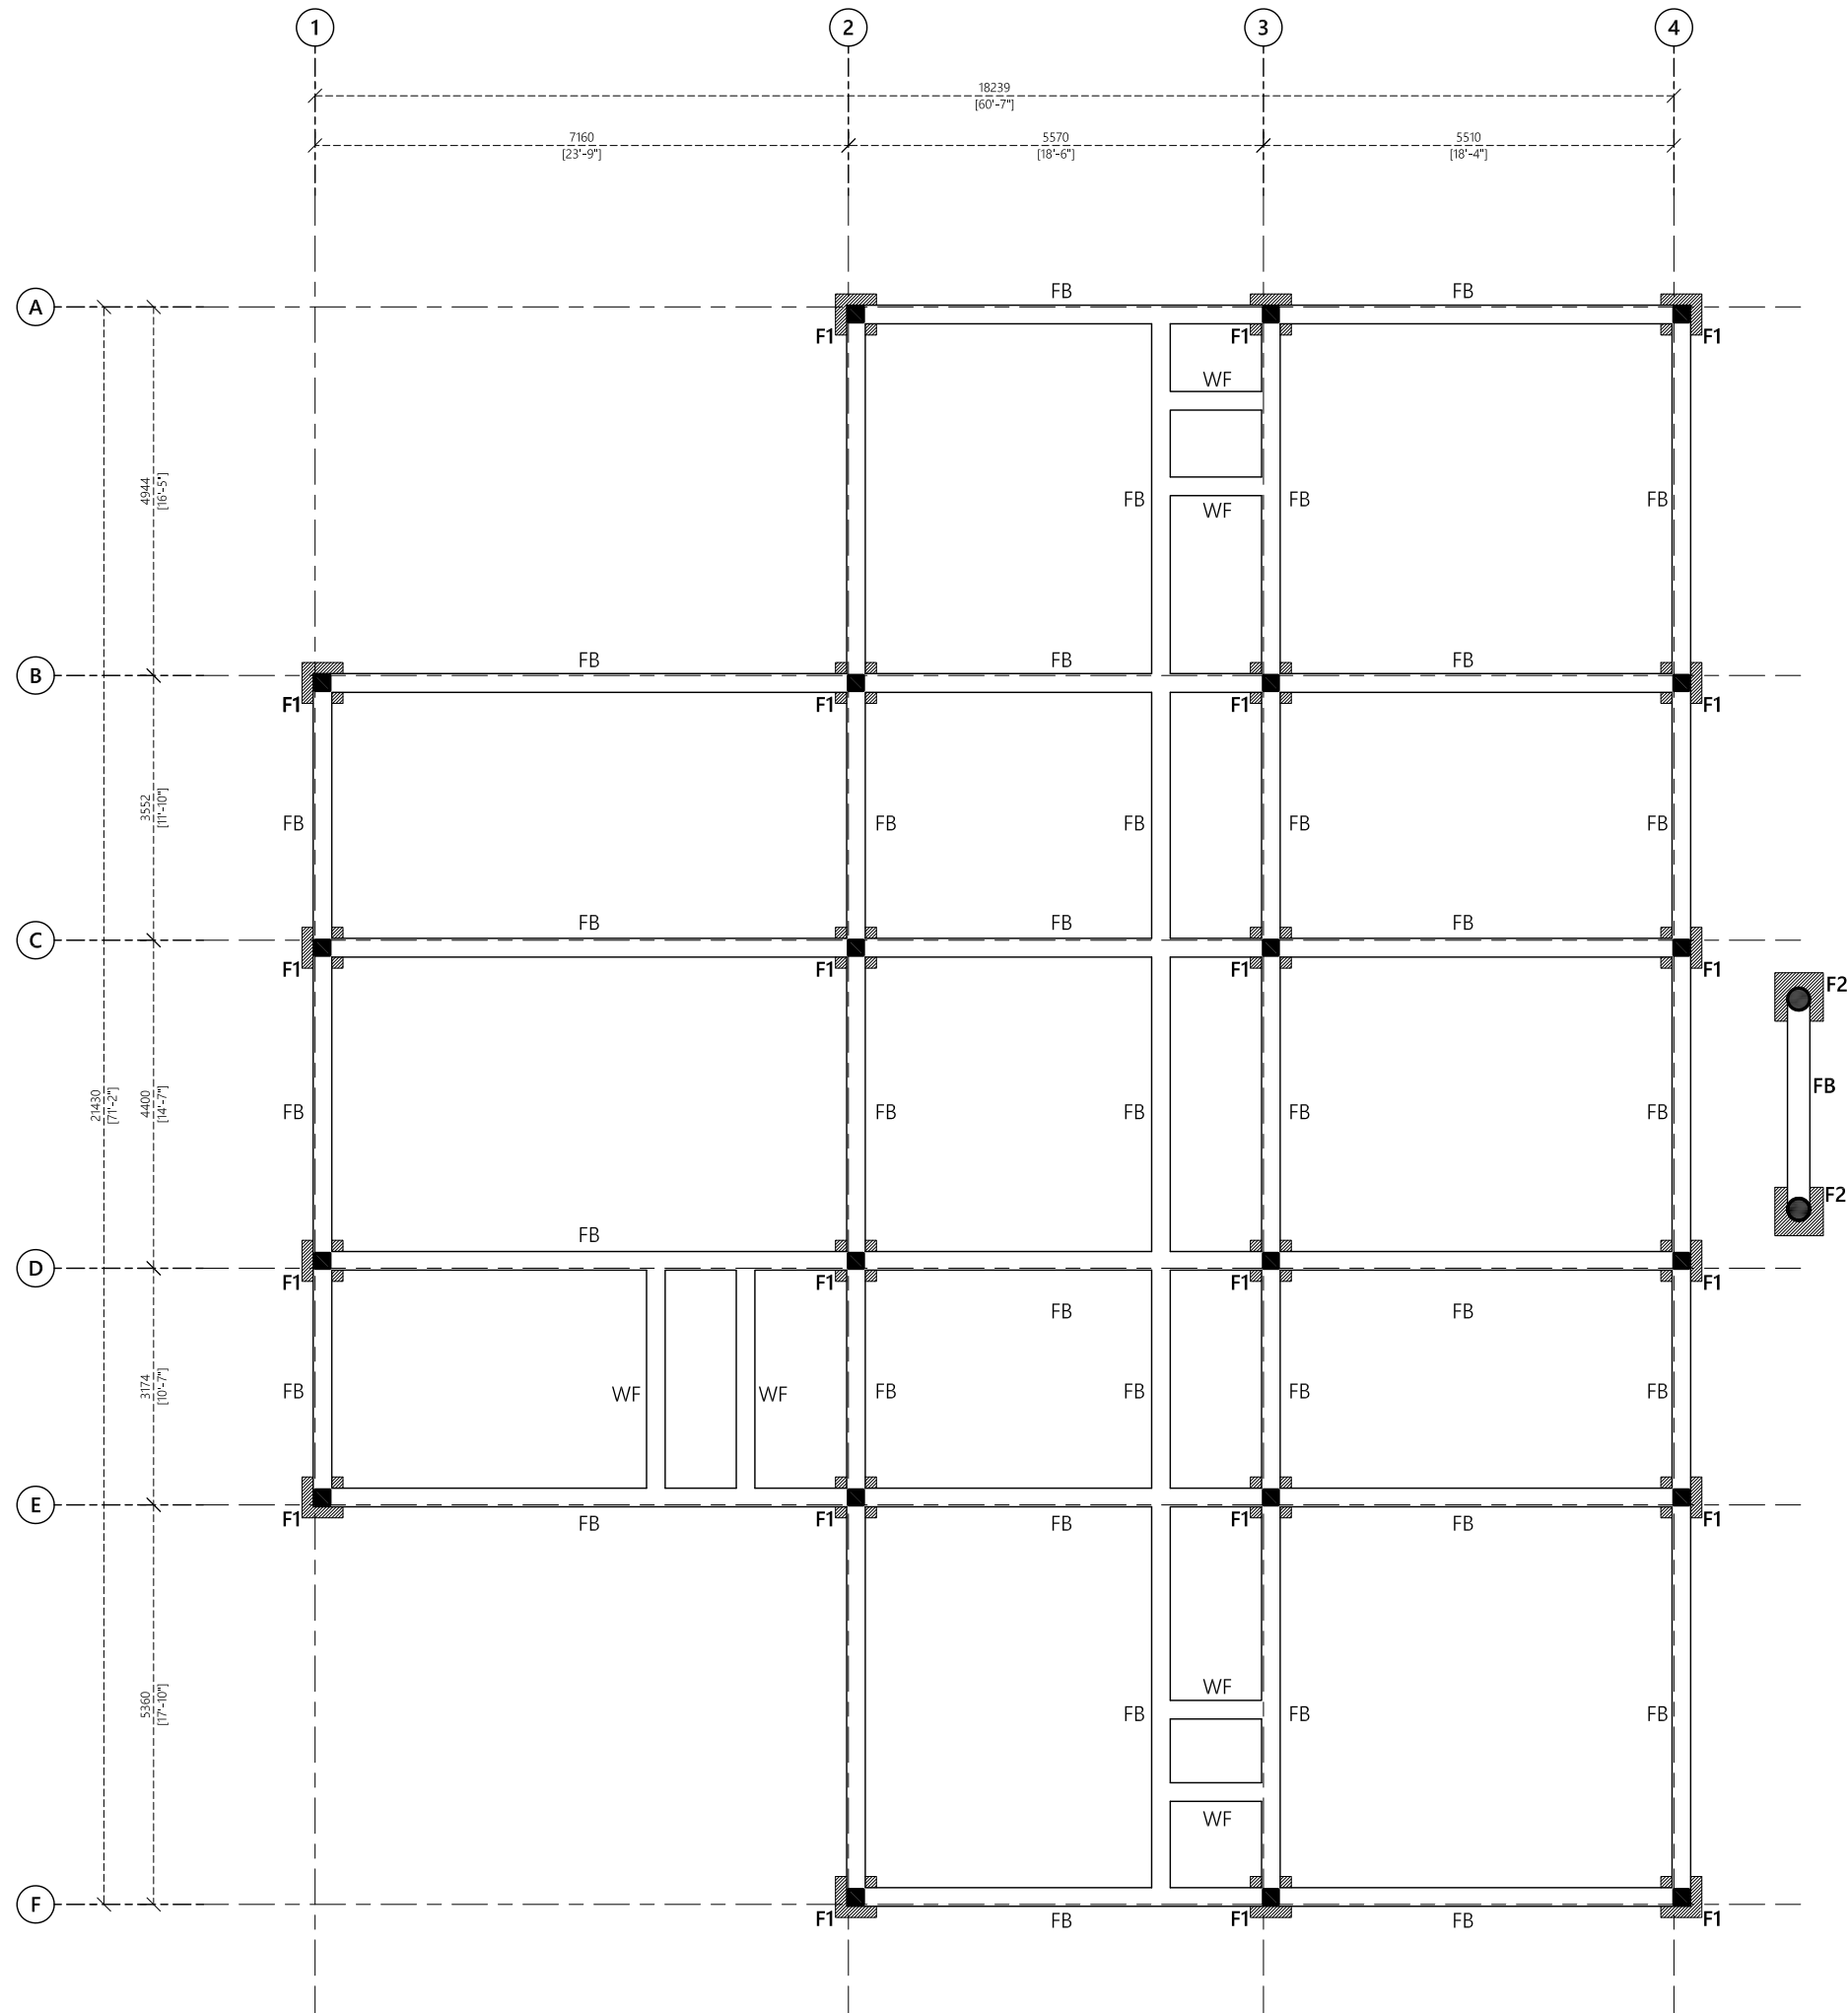 1 2 3 4
18239
[60'-7"]
7160 5570 5510
[23'-9"] [18'-6"] [18'-4"]
FB FB
A
F1 F1 F1
WF
4944
[16'-5"]
FB FB FB
WF
FB FB FB
B
F1 F1 F1 F1
3552
[11'-10"]
FB FB FB FB FB
FB FB FB
C
F1 F1 F1 F1
F2
FB
21430
[71'-2"]
4400
[14'-7"]
FB FB FB FB FB
F2
FB
D
F1 F1 F1 F1
FB FB
3174
[10'-7"]
FB WF WF FB FB FB FB
E
F1 F1 F1 F1
FB FB FB
WF
5360
[17'-10"]
FB FB FB
WF
F
F1 F1 F1
FB FB